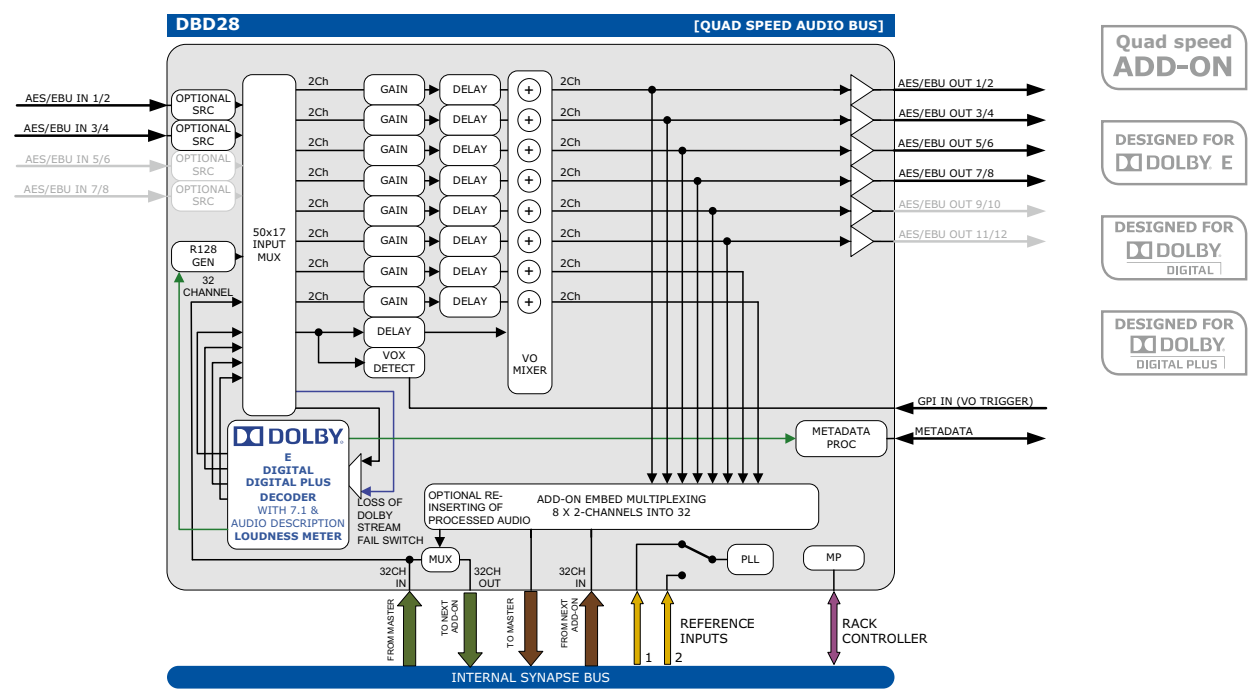 DBD28
[QUAD SPEED AUDIO BUS]
Quad speed
ADD-ON
DESIGNED FOR
DOLBY E
DESIGNED FOR
DOLBY
DIGITAL
DESIGNED FOR
DOLBY
DIGITAL PLUS
AES/EBU IN 1/2
AES/EBU IN 3/4
AES/EBU IN 5/6
AES/EBU IN 7/8
OPTIONAL
SRC
OPTIONAL
SRC
OPTIONAL
SRC
OPTIONAL
SRC
R128
GEN
32
CHANNEL
50x17
INPUT
MUX
2Ch
GAIN
DELAY
+
2Ch
AES/EBU OUT 1/2
2Ch
GAIN
DELAY
+
2Ch
AES/EBU OUT 3/4
2Ch
GAIN
DELAY
+
2Ch
AES/EBU OUT 5/6
2Ch
GAIN
DELAY
+
2Ch
AES/EBU OUT 7/8
2Ch
GAIN
DELAY
+
2Ch
AES/EBU OUT 9/10
2Ch
GAIN
DELAY
+
2Ch
AES/EBU OUT 11/12
2Ch
GAIN
DELAY
+
2Ch
2Ch
GAIN
DELAY
+
2Ch
DELAY
VOX
DETECT
VO
MIXER
GPI IN (VO TRIGGER)
METADATA
PROC
METADATA
DOLBY
E
DIGITAL
DIGITAL PLUS
DECODER
WITH 7.1 &
AUDIO DESCRIPTION
LOUDNESS METER
LOSS OF
DOLBY
STREAM
FAIL SWITCH
OPTIONAL RE-
INSERTING OF
PROCESSED AUDIO
ADD-ON EMBED MULTIPLEXING
8 X 2-CHANNELS INTO 32
MUX
PLL
MP
32CH
IN
32CH
OUT
32CH
IN
FROM MASTER
TO NEXT
ADD-ON
TO MASTER
FROM NEXT
ADD-ON
1
2
REFERENCE
INPUTS
RACK
CONTROLLER
INTERNAL SYNAPSE BUS